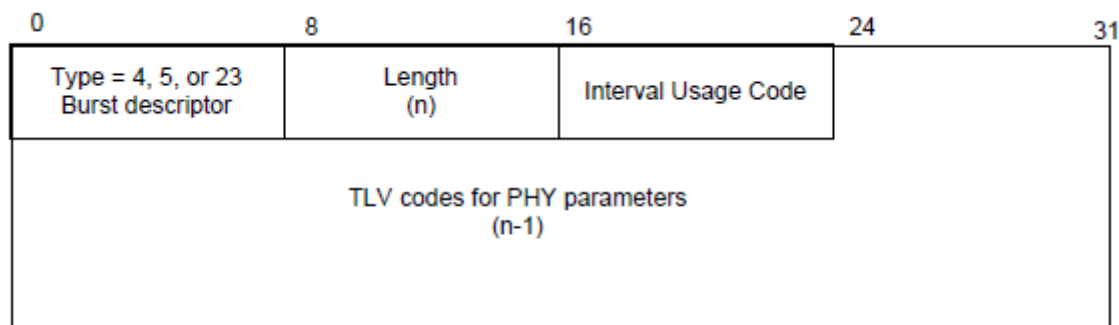 0 8 16 24 31
Type = 4, 5, or 23
Burst descriptor
Length
(n)
Interval Usage Code
TLV codes for PHY parameters
(n-1)